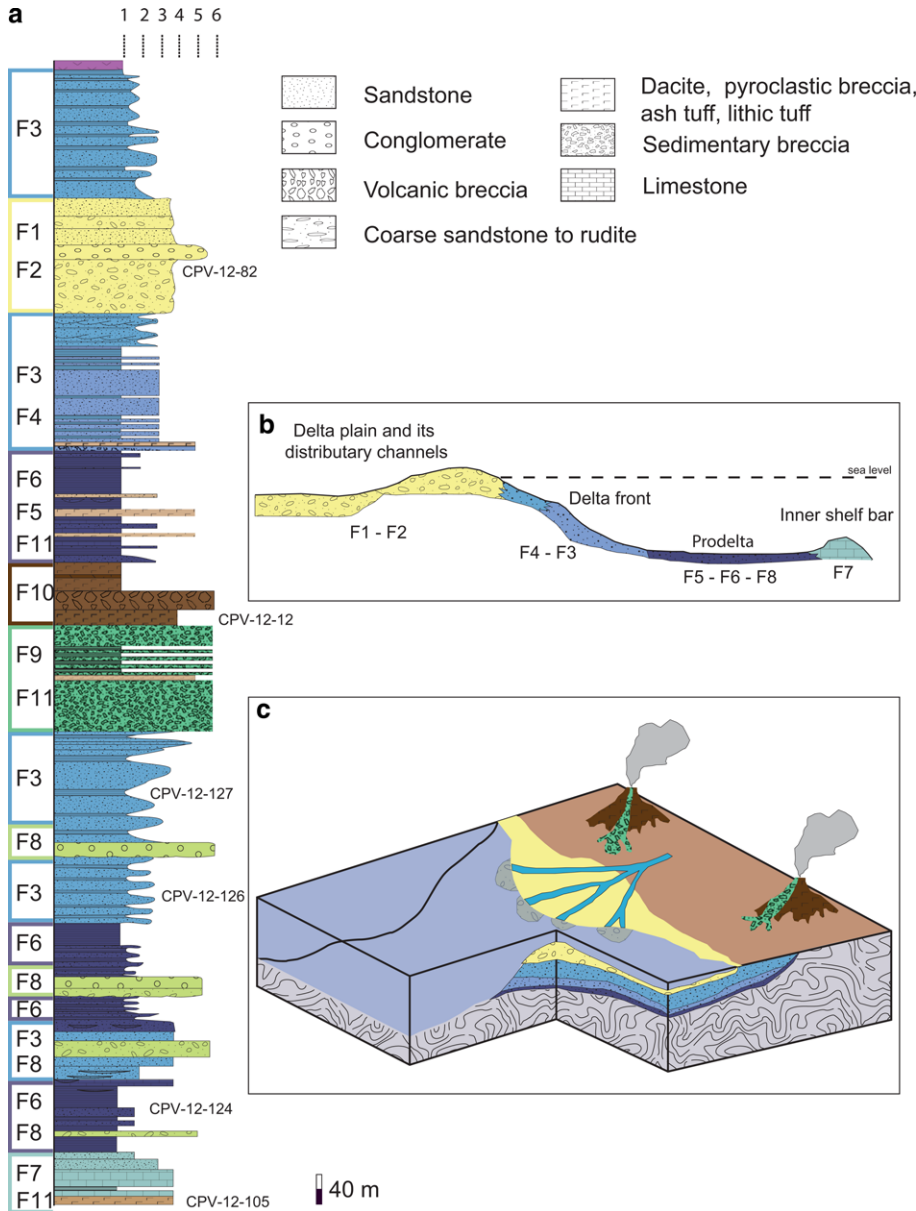 a
1 2 3 4 5 6
F3
F1
F2
CPV-12-82
F3
F4
F6
F5
F11
F10
CPV-12-12
F9
F11
F3
CPV-12-127
F8
F3
CPV-12-126
F6
F8
F6
F3
F8
F6
CPV-12-124
F8
F7
F11
CPV-12-105
40 m
Sandstone
Conglomerate
Volcanic breccia
Coarse sandstone to rudite
Dacite, pyroclastic breccia,
ash tuff, lithic tuff
Sedimentary breccia
Limestone
b
Delta plain and its
distributary channels
sea level
Delta front
Inner shelf bar
F1 - F2
F4 - F3
Prodelta
F5 - F6 - F8
F7
c